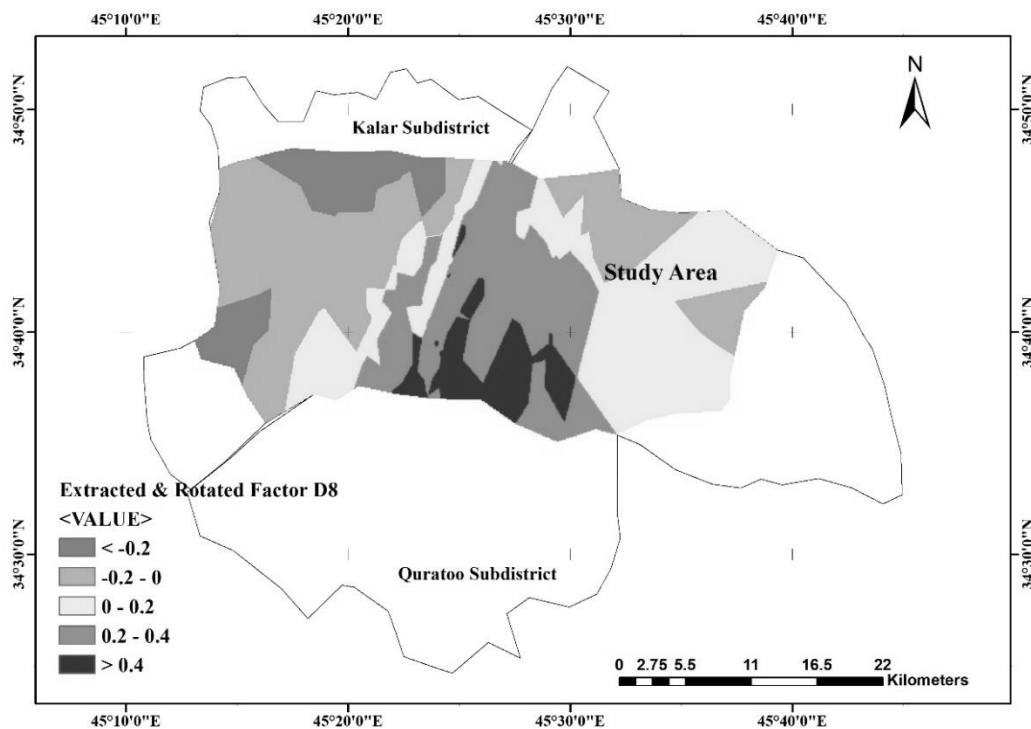 45°10'0"E 45°20'0"E 45°30'0"E 45°40'0"E
N
34°50'0"N 34°50'0"N
Kalar Subdistrict
Study Area
34°40'0"N 34°40'0"N
Extracted & Rotated Factor D8
<VALUE>
< -0.2
-0.2 - 0
0 - 0.2
0.2 - 0.4
> 0.4
34°30'0"N 34°30'0"N
Quratoo Subdistrict
0 2.75 5.5 11 16.5 22
Kilometers
45°10'0"E 45°20'0"E 45°30'0"E 45°40'0"E